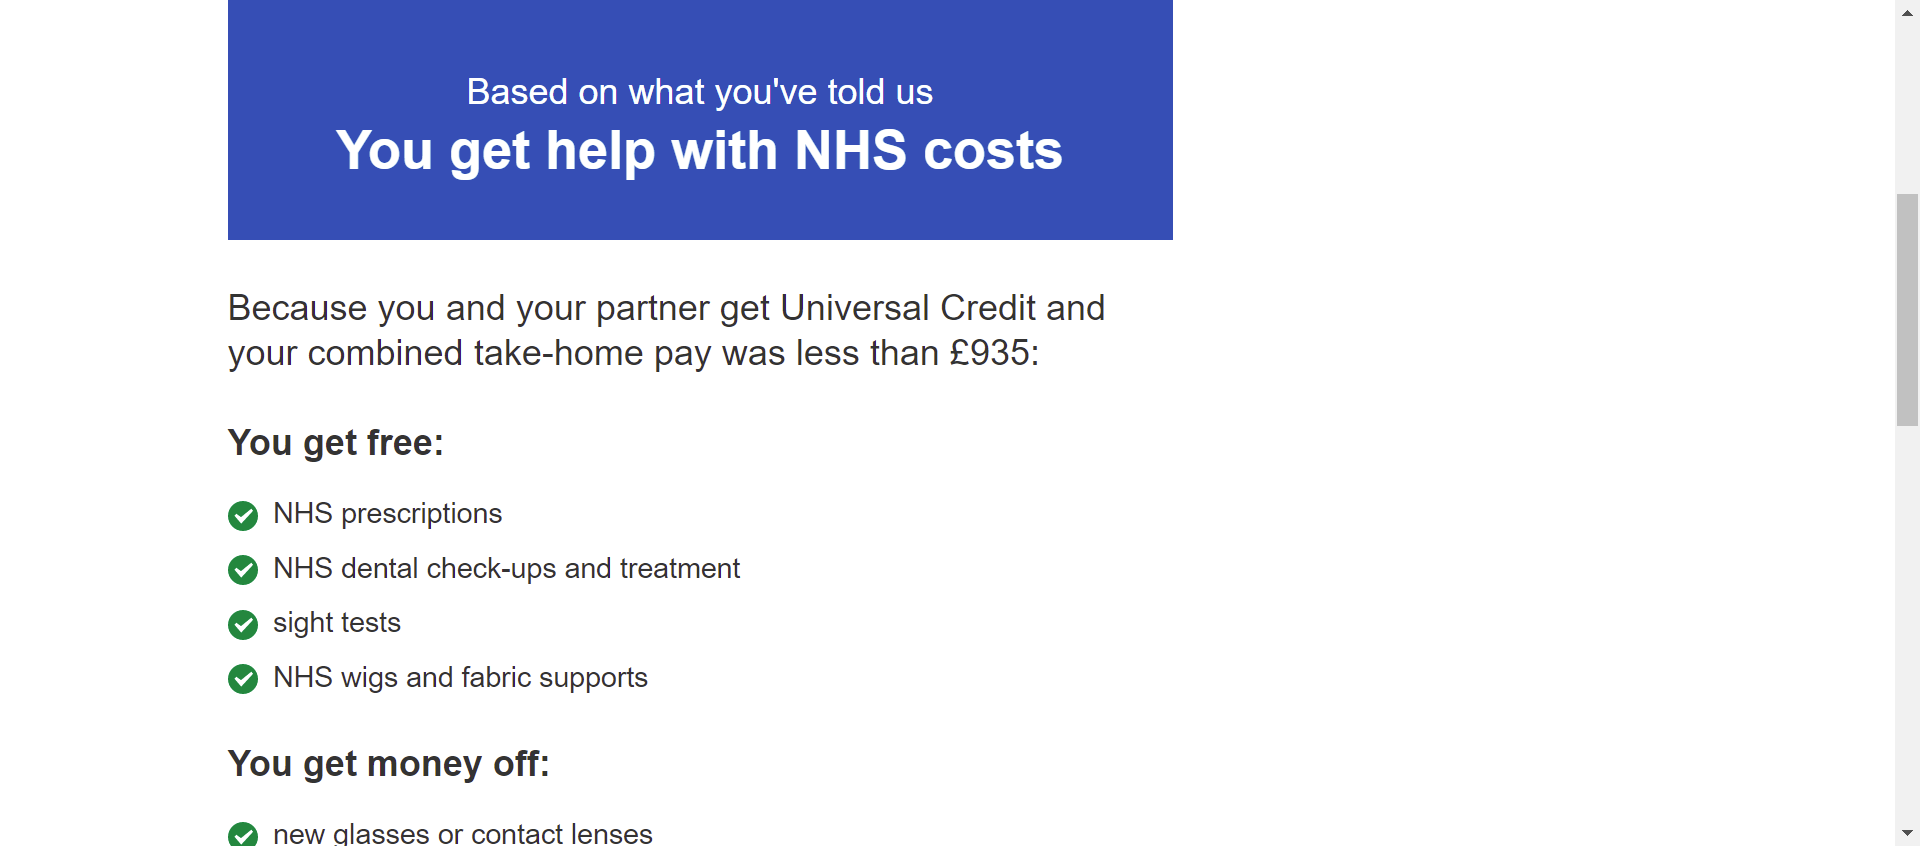 Based on what you've told us
You get help with NHS costs
Because you and your partner get Universal Credit and
your combined take-home pay was less than £935:
You get free:
NHS prescriptions
NHS dental check-ups and treatment
sight tests
NHS wigs and fabric supports
You get money off:
new glasses or contact lenses